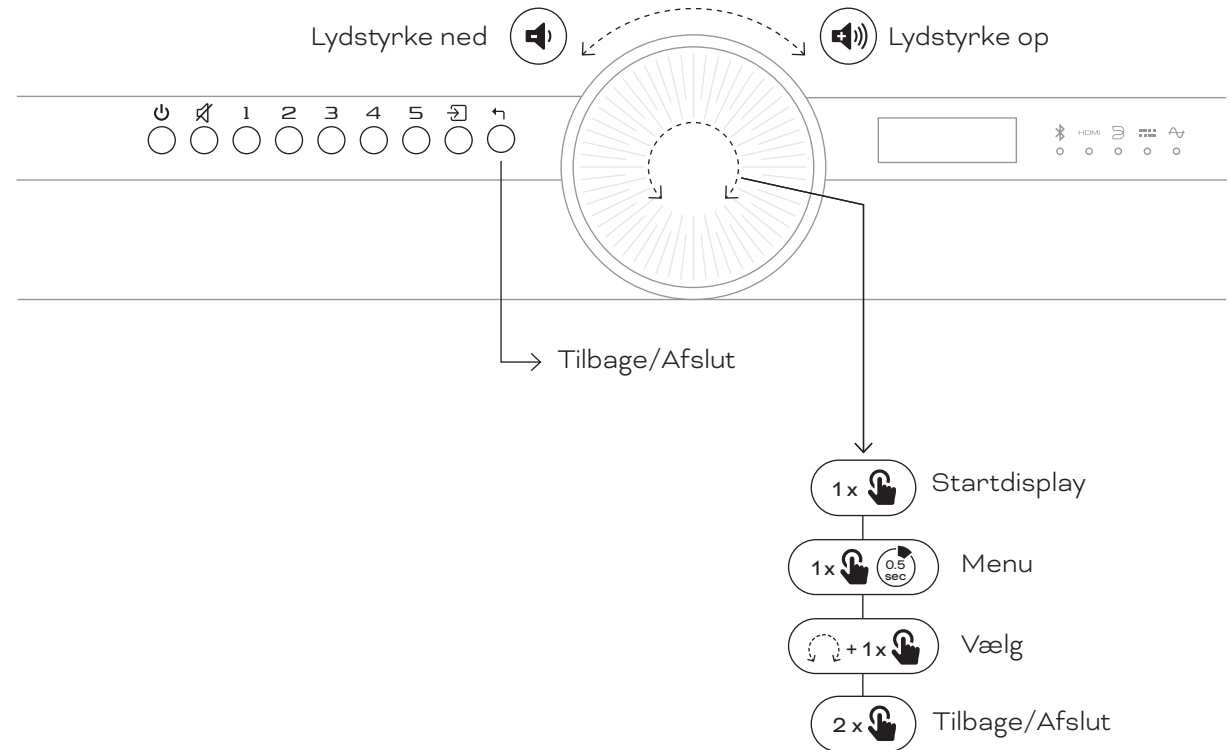 Lydstyrke ned
Lydstyrke op
1 2 3 4 5
HDMI
Tilbage/Afslut
1 x
Startdisplay
1 x 0.5 sec
Menu
+ 1 x
Vælg
2 x
Tilbage/Afslut